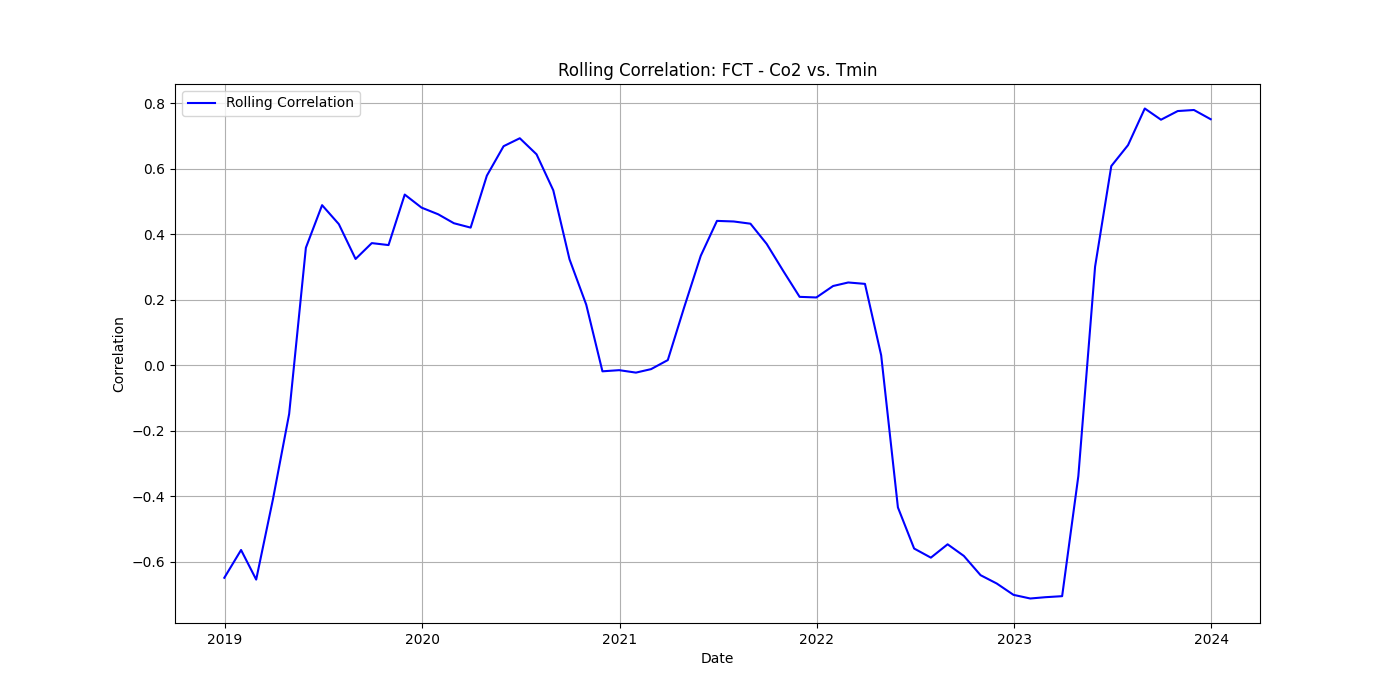 Rolling Correlation: FCT - Co2 vs. Tmin
Rolling Correlation
0.8
0.6
0.4
0.2
0.0
−0.2
−0.4
−0.6
Correlation
2019 2020 2021 2022 2023 2024
Date